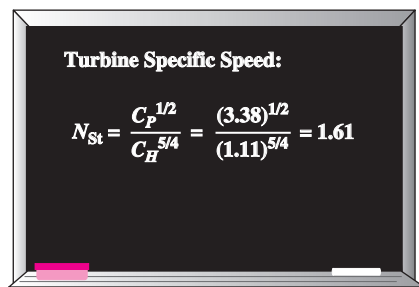 Turbine Specific Speed:
N_St = C_P^1/2 / C_H^5/4 = (3.38)^1/2 / (1.11)^5/4 = 1.61